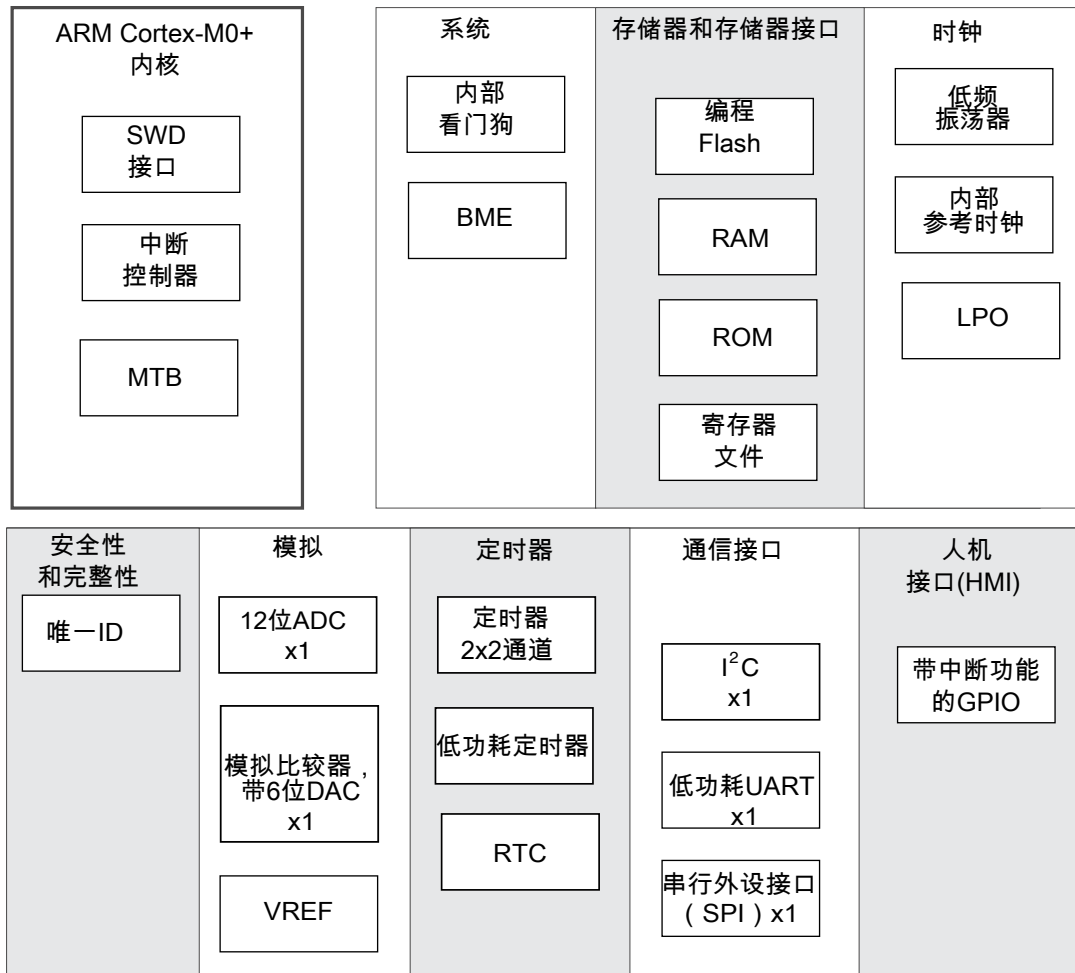 ARM Cortex-M0+
内核
SWD
接口
中断
控制器
MTB
系统
内部
看门狗
BME
存储器和存储器接口
编程
Flash
RAM
ROM
寄存器
文件
时钟
低频
振荡器
内部
参考时钟
LPO
安全性
和完整性
唯一ID
模拟
12位ADC
x1
模拟比较器，
带6位DAC
x1
VREF
定时器
定时器
2x2通道
低功耗定时器
RTC
通信接口
I²C
x1
低功耗UART
x1
串行外设接口
（SPI）x1
人机
接口(HMI)
带中断功能
的GPIO